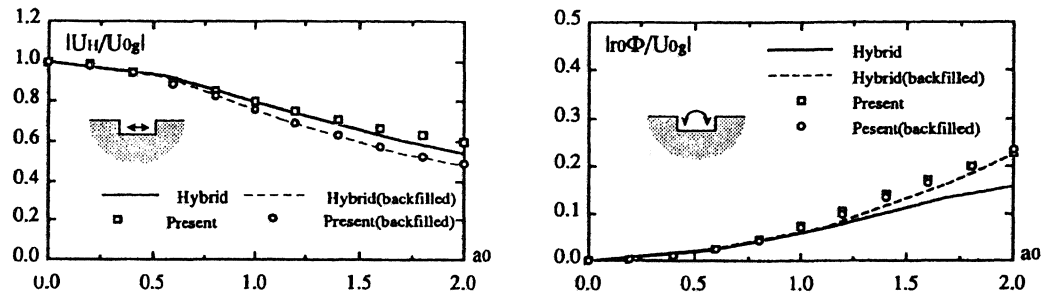 1.2
|UH/U0g|
1.0
0.8
0.6
0.4
Hybrid
Hybrid(backfilled)
0.2
Present
Present(backfilled)
0.0
a0
0.0
0.5
1.0
1.5
2.0
0.5
|r0Φ/U0g|
Hybrid
0.4
Hybrid(backfilled)
Present
0.3
Pesent(backfilled)
0.2
0.1
0.0
a0
0.0
0.5
1.0
1.5
2.0